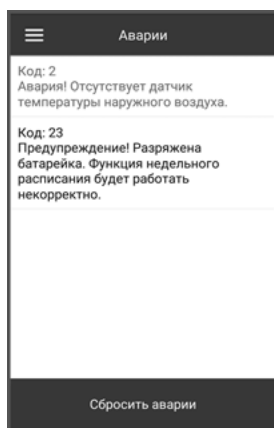 Аварии
Код: 2
Авария! Отсутствует датчик
температуры наружного воздуха.
Код: 23
Предупреждение! Разряжена
батарейка. Функция недельного
расписания будет работать
некорректно.
Сбросить аварии